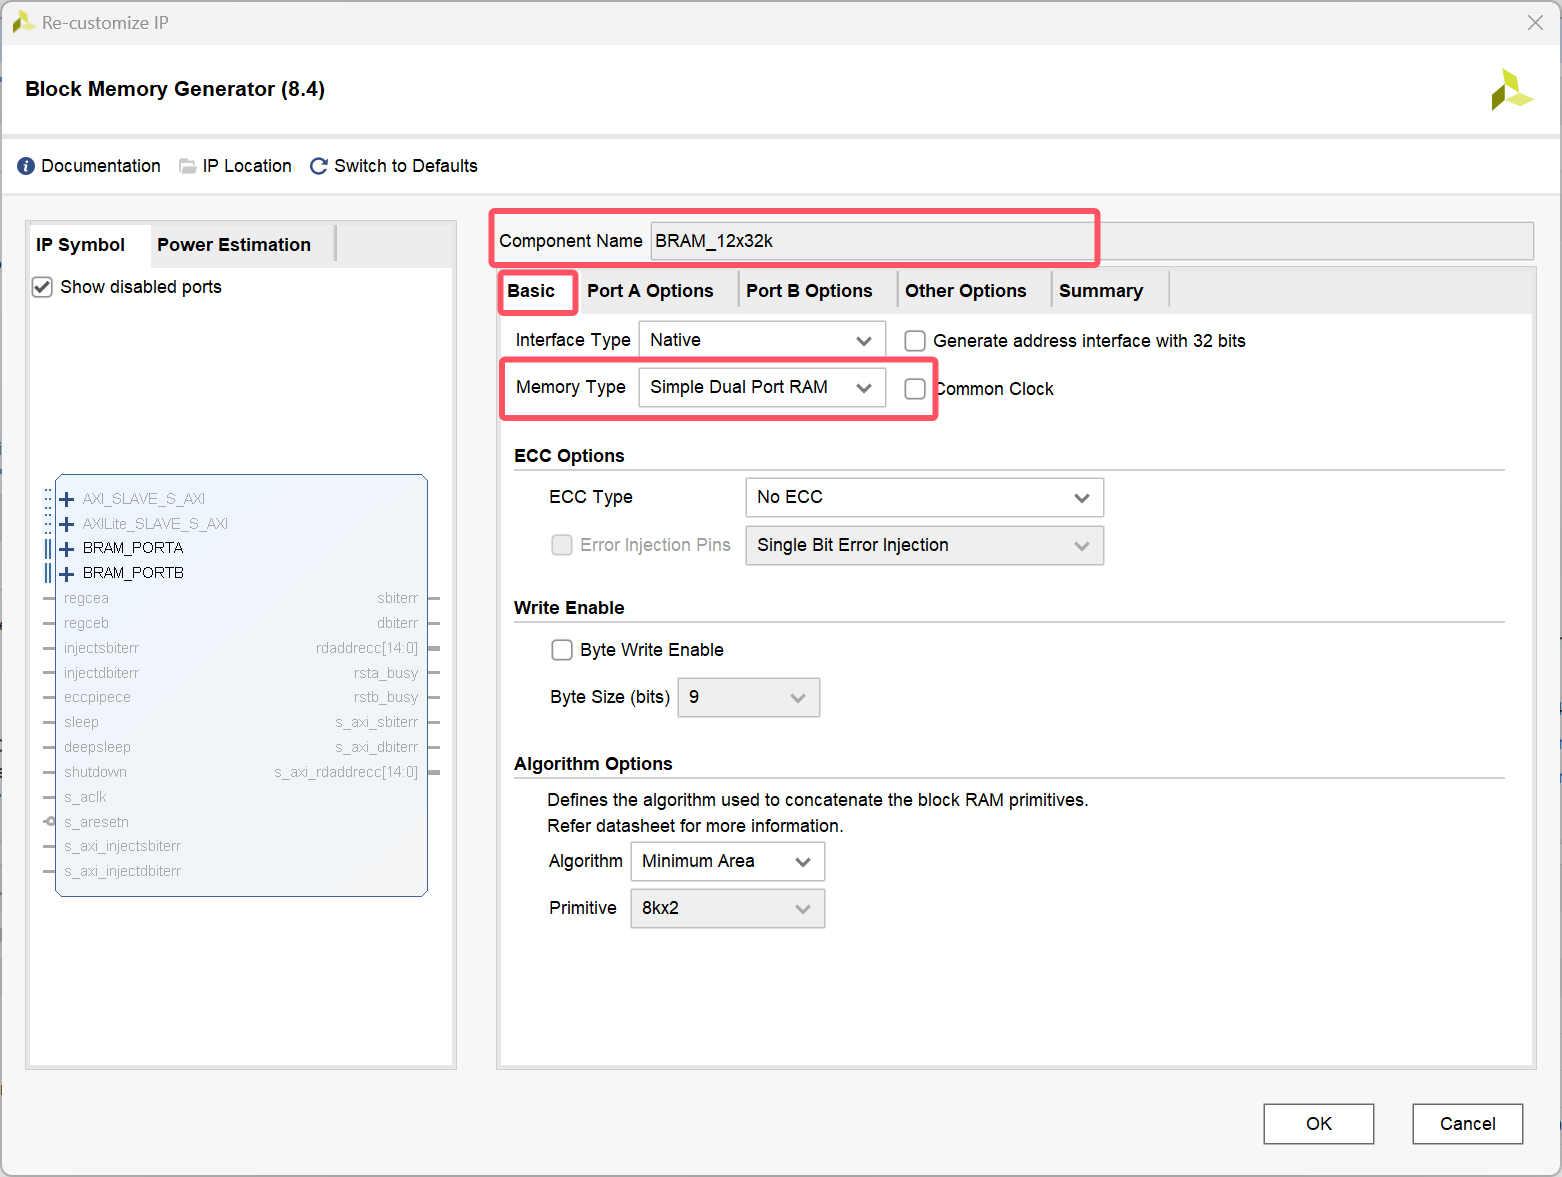 Re-customize IP
Block Memory Generator (8.4)
Documentation IP Location Switch to Defaults
IP Symbol Power Estimation
Show disabled ports
AXI_SLAVE_S_AXI
AXILite_SLAVE_S_AXI
BRAM_PORTA
BRAM_PORTB
regcea sbiterr
regceb dbiterr
injectsbiterr rdaddrecc[14:0]
injectdbiterr rsta_busy
eccpipece rstb_busy
sleep s_axi_sbiterr
deepsleep s_axi_dbiterr
shutdown s_axi_rdaddrecc[14:0]
s_aclk
s_aresetn
s_axi_injectsbiterr
s_axi_injectdbiterr
Component Name BRAM_12x32k
Basic Port A Options Port B Options Other Options Summary
Interface Type Native Generate address interface with 32 bits
Memory Type Simple Dual Port RAM Common Clock
ECC Options
ECC Type No ECC
Error Injection Pins Single Bit Error Injection
Write Enable
Byte Write Enable
Byte Size (bits) 9
Algorithm Options
Defines the algorithm used to concatenate the block RAM primitives.
Refer datasheet for more information.
Algorithm Minimum Area
Primitive 8kx2
OK Cancel